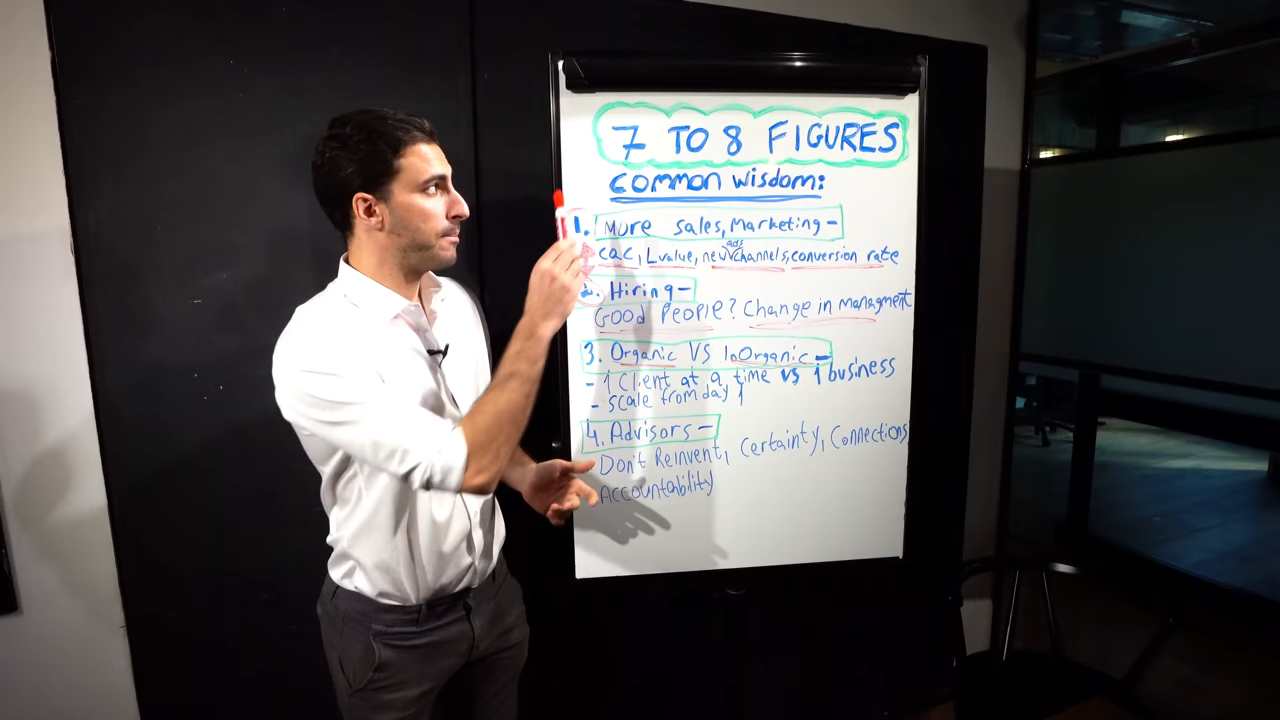 7 TO 8 FIGURES
COMMON WISDOM:
1. More sales, Marketing -
CAC, Lvalue, new ads channels, conversion rate
2. Hiring -
Good People? Change in managment
3. Organic VS InOrganic -
- 1 Client at a time VS 1 business
- scale from day 1
4. Advisors -
Don't Reinvent, Certainty, Connections
Accountability